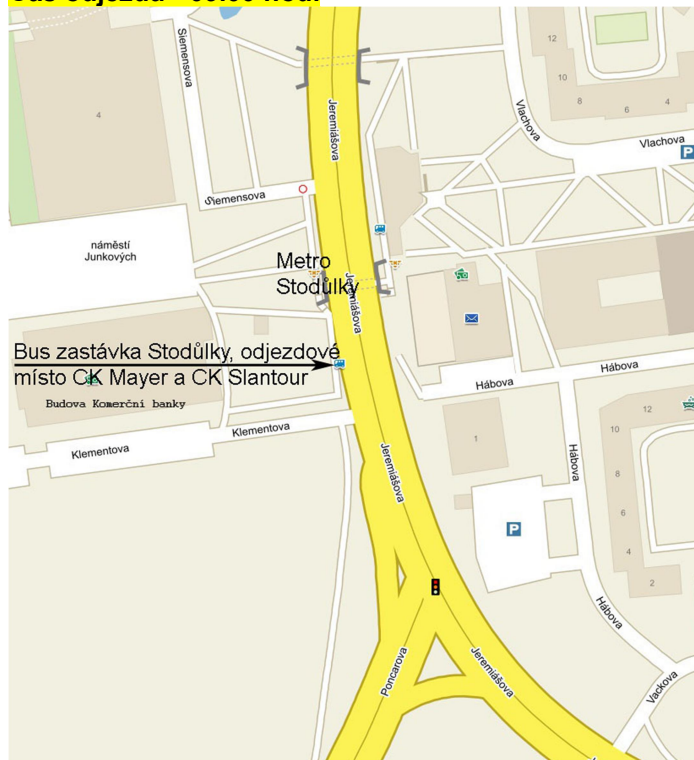 Siemensova
Jeremiášova
12
10
8
6
4
4
Vlachova
Vlachova
P
Siemensova
náměstí
Junkových
Metro
Stodůlky
Jeremiášova
Bus zastávka Stodůlky, odjezdové
místo CK Mayer a CK Slantour
Budova Komerční banky
Hábova
Hábova
Klementova
Klementova
1
12
10
8
6
4
2
Hábova
Jeremiášova
P
Hábova
Poncarova
Jeremiášova
Vackova